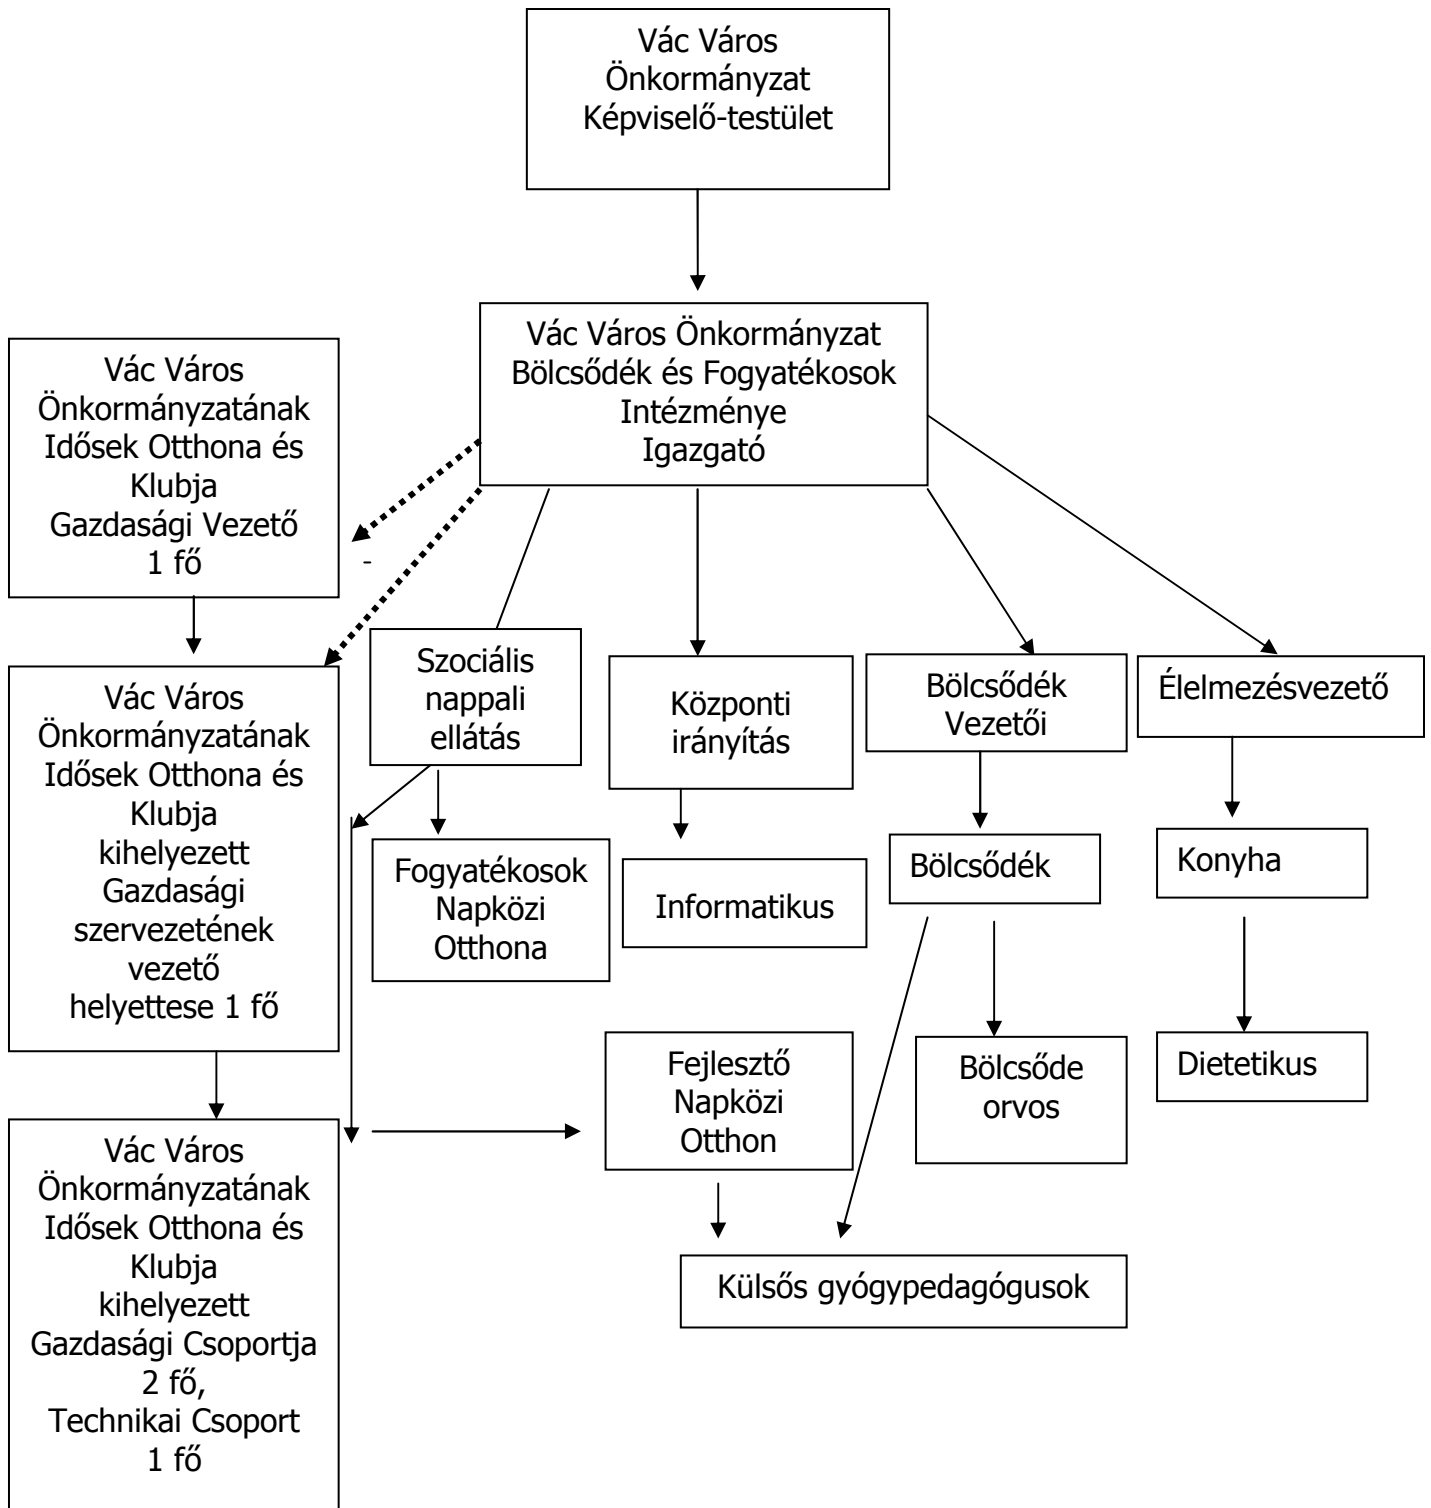 Vác Város
Önkormányzat
Képviselő-testület
Vác Város Önkormányzat
Bölcsődék és Fogyatékosok
Intézménye
Igazgató
Vác Város
Önkormányzatának
Idősek Otthona és
Klubja
Gazdasági Vezető
1 fő
-
Vác Város
Önkormányzatának
Idősek Otthona és
Klubja
kihelyezett
Gazdasági
szervezetének
vezető
helyettese 1 fő
Szociális
nappali
ellátás
Központi
irányítás
Bölcsődék
Vezetői
Élelmezésvezető
Fogyatékosok
Napközi
Otthona
Informatikus
Bölcsődék
Konyha
Fejlesztő
Napközi
Otthon
Bölcsőde
orvos
Dietetikus
Vác Város
Önkormányzatának
Idősek Otthona és
Klubja
kihelyezett
Gazdasági Csoportja
2 fő,
Technikai Csoport
1 fő
Külsős gyógypedagógusok